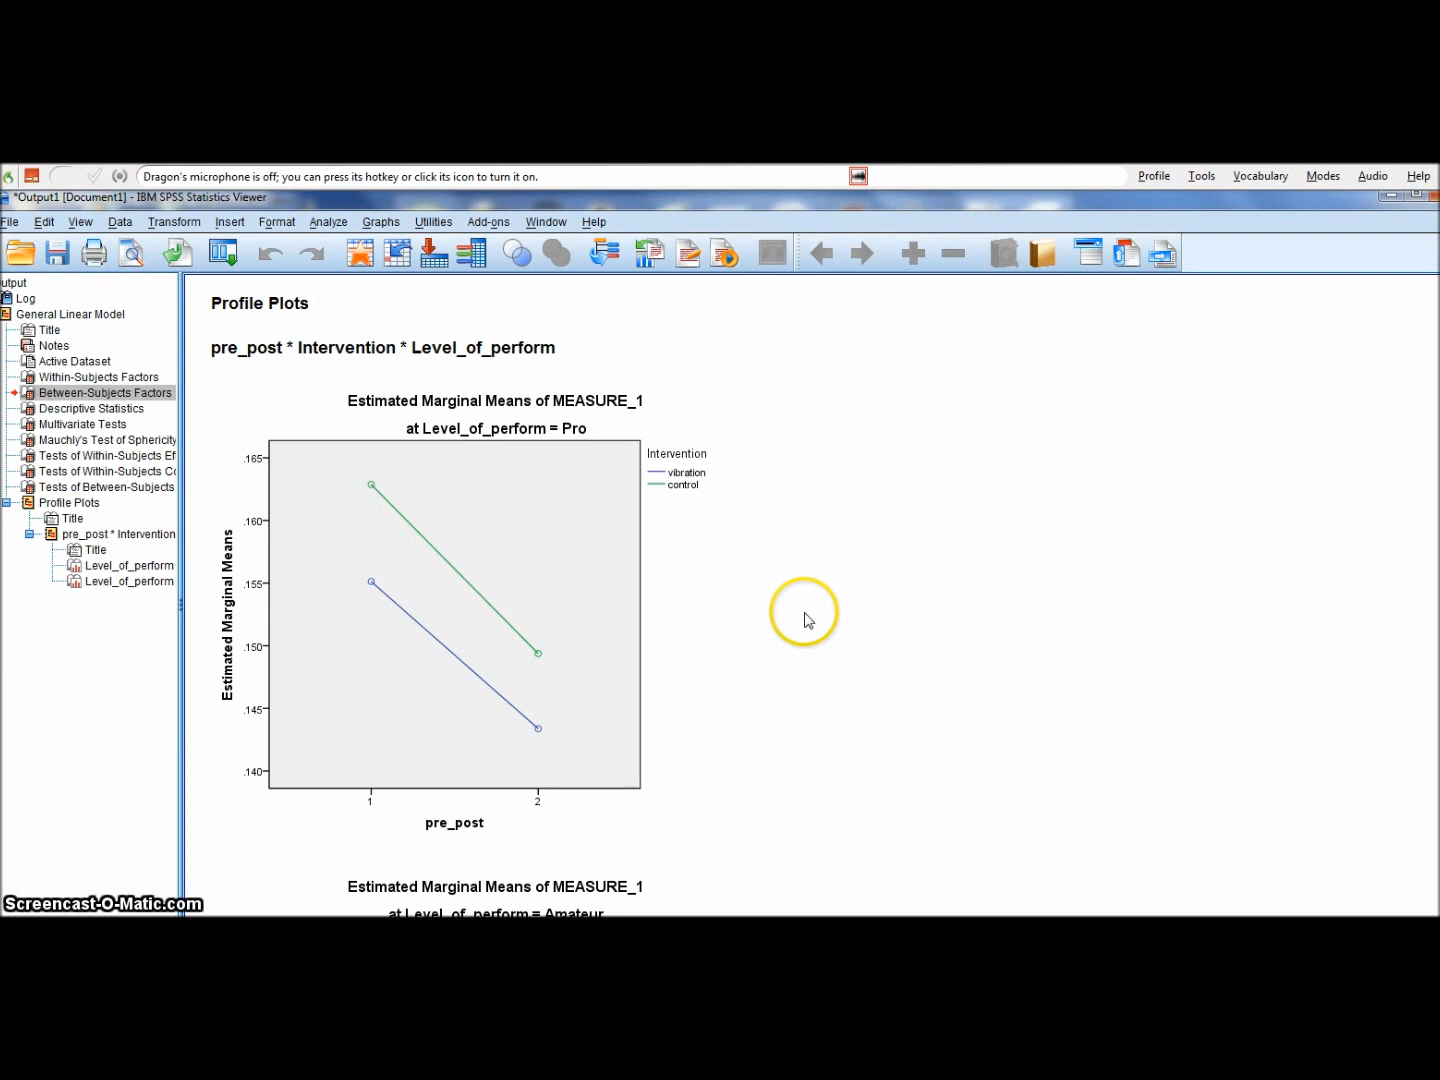 Dragon's microphone is off; you can press its hotkey or click its icon to turn it on.
Profile Tools Vocabulary Modes Audio Help
*Output1 [Document1] - IBM SPSS Statistics Viewer
File Edit View Data Transform Insert Format Analyze Graphs Utilities Add-ons Window Help
utput
Log
General Linear Model
Title
Notes
Active Dataset
Within-Subjects Factors
Between-Subjects Factors
Descriptive Statistics
Multivariate Tests
Mauchly's Test of Sphericity
Tests of Within-Subjects Ef
Tests of Within-Subjects Co
Tests of Between-Subjects
Profile Plots
Title
pre_post * Intervention
Title
Level_of_perform
Level_of_perform
Profile Plots
pre_post * Intervention * Level_of_perform
Estimated Marginal Means of MEASURE_1
at Level_of_perform = Pro
Intervention
vibration
control
Estimated Marginal Means
.165
.160
.155
.150
.145
.140
1 2
pre_post
Estimated Marginal Means of MEASURE_1
at Level_of_perform = Amateur
Screencast-O-Matic.com